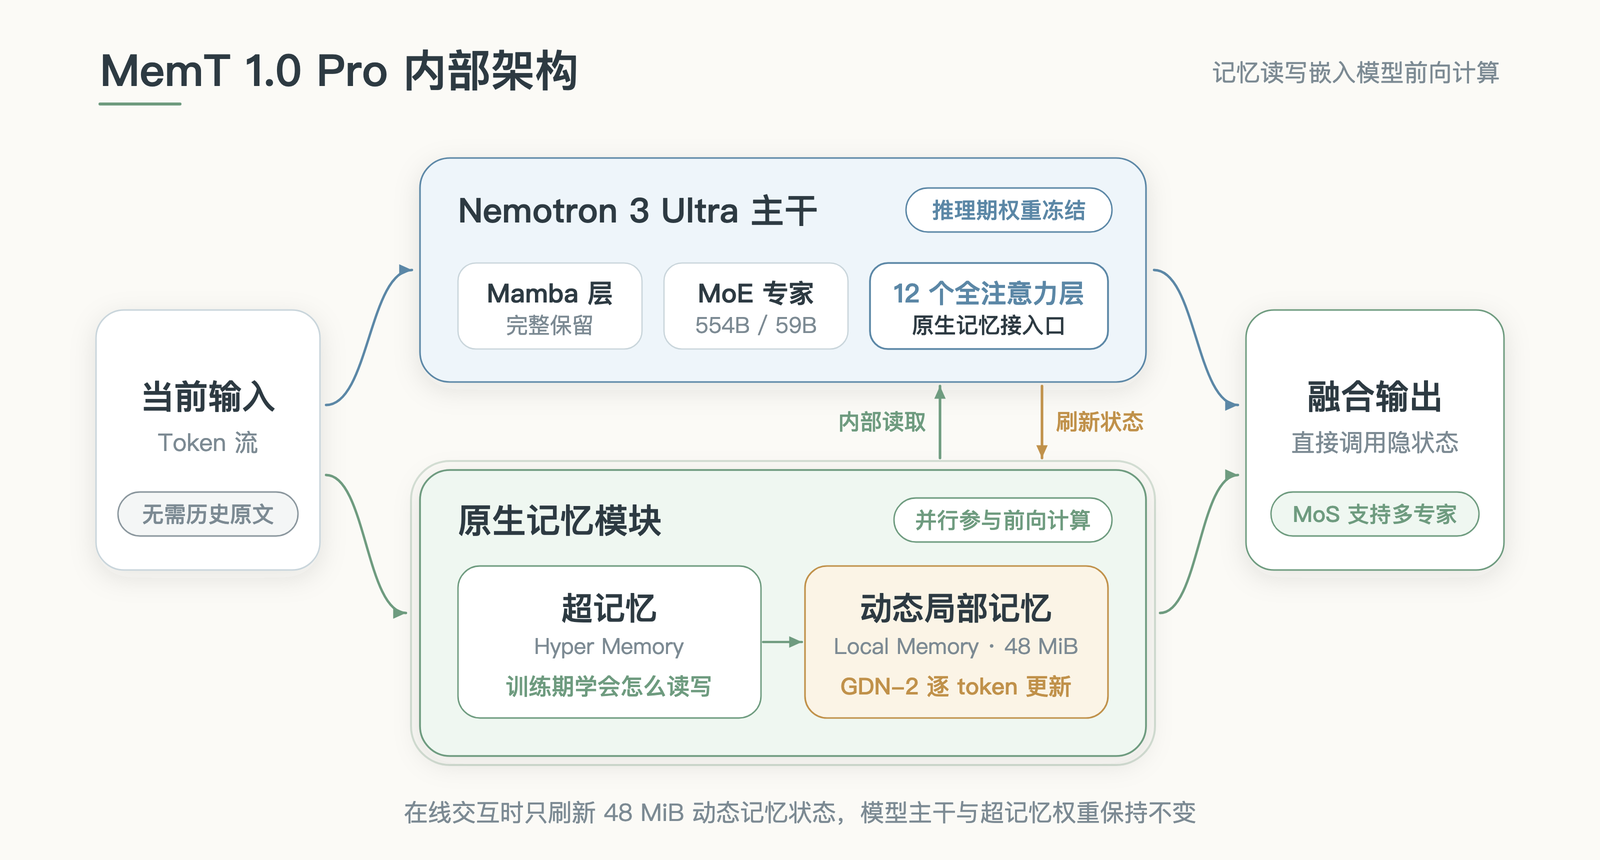 MemT 1.0 Pro 内部架构
记忆读写嵌入模型前向计算
Nemotron 3 Ultra 主干
推理期权重冻结
Mamba 层
完整保留
MoE 专家
554B / 59B
12 个全注意力层
原生记忆接入口
当前输入
Token 流
无需历史原文
内部读取
刷新状态
融合输出
直接调用隐状态
MoS 支持多专家
原生记忆模块
并行参与前向计算
超记忆
Hyper Memory
训练期学会怎么读写
动态局部记忆
Local Memory · 48 MiB
GDN-2 逐 token 更新
在线交互时只刷新 48 MiB 动态记忆状态，模型主干与超记忆权重保持不变